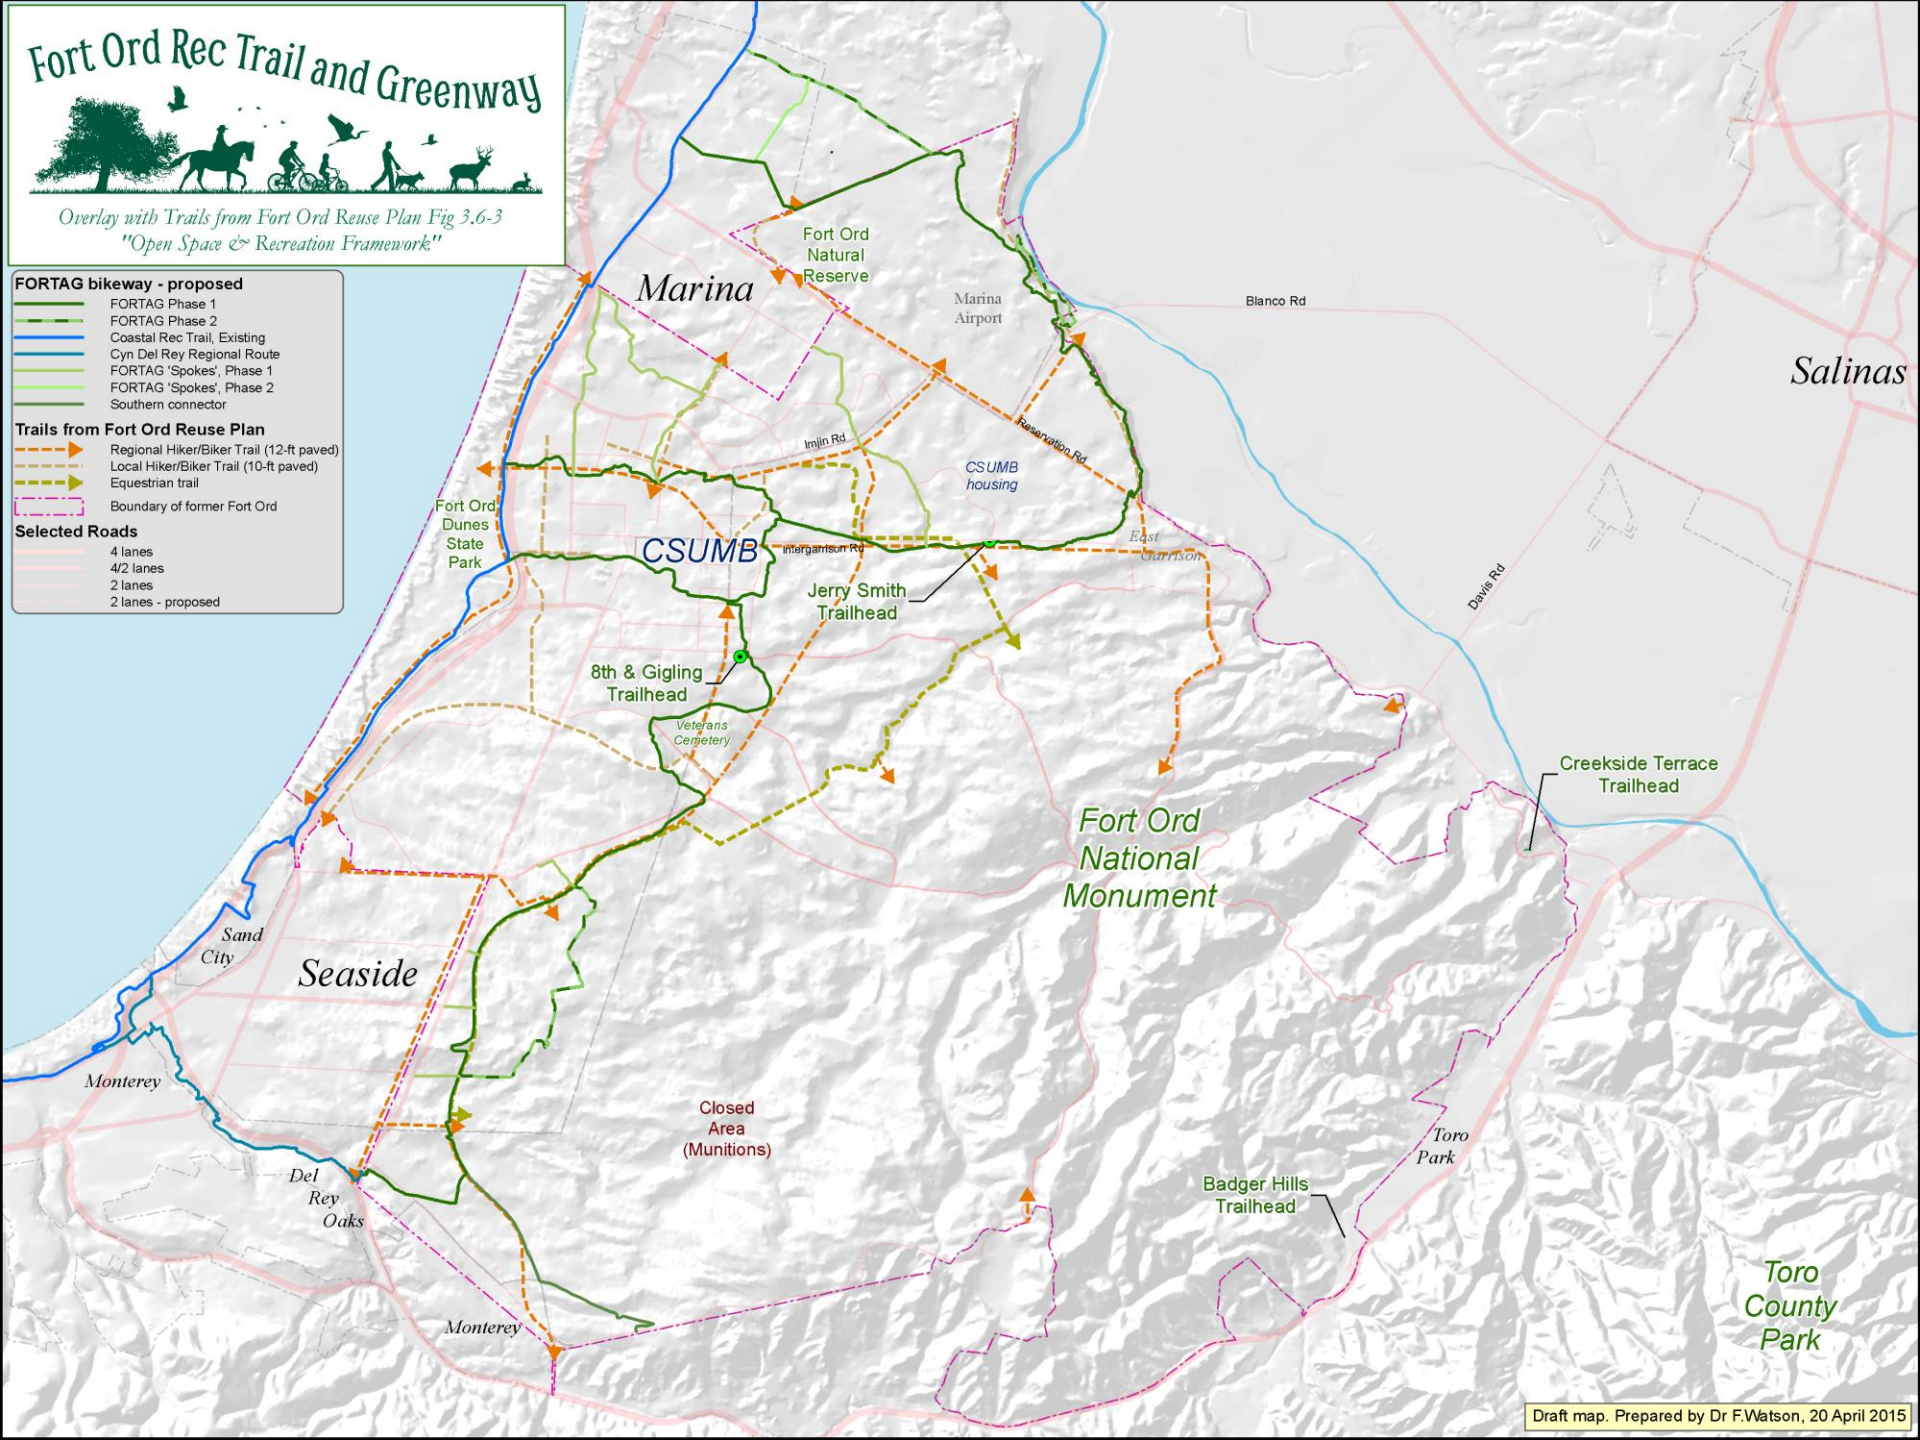 Fort Ord Rec Trail and Greenway
Overlay with Trails from Fort Ord Reuse Plan Fig 3.6-3
"Open Space & Recreation Framework"
FORTAG bikeway - proposed
FORTAG Phase 1
FORTAG Phase 2
Coastal Rec Trail, Existing
Cyn Del Rey Regional Route
FORTAG 'Spokes', Phase 1
FORTAG 'Spokes', Phase 2
Southern connector
Trails from Fort Ord Reuse Plan
Regional Hiker/Biker Trail (12-ft paved)
Local Hiker/Biker Trail (10-ft paved)
Equestrian trail
Boundary of former Fort Ord
Selected Roads
4 lanes
4/2 lanes
2 lanes
2 lanes - proposed
Fort Ord
Natural
Reserve
Marina
Marina
Airport
Blanco Rd
Salinas
Imjin Rd
Reservation Rd
CSUMB
housing
Fort Ord
Dunes
State
Park
CSUMB
Intergarrison Rd
East
Garrison
Jerry Smith
Trailhead
Davis Rd
8th & Gigling
Trailhead
Veterans
Cemetery
Creekside Terrace
Trailhead
Fort Ord
National
Monument
Sand
City
Seaside
Monterey
Closed
Area
(Munitions)
Toro
Park
Del
Rey
Oaks
Badger Hills
Trailhead
Toro
County
Park
Monterey
Draft map. Prepared by Dr F.Watson, 20 April 2015